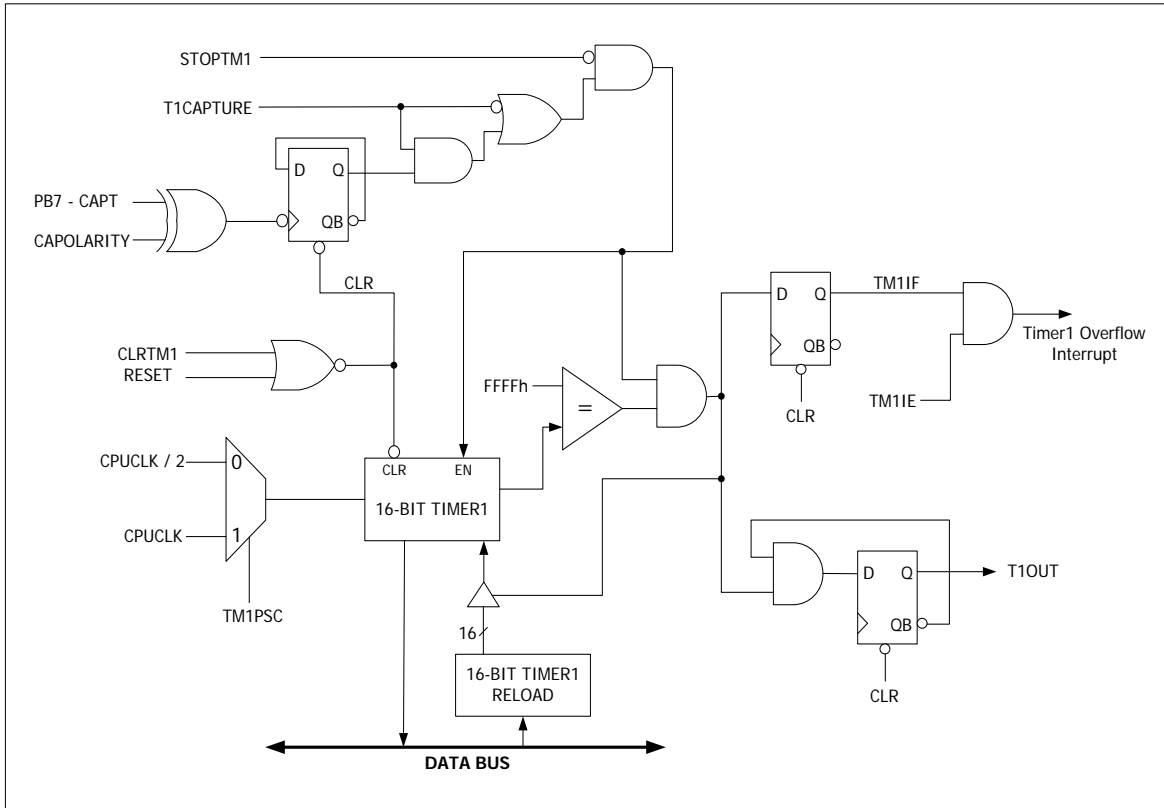 STOPTM1
T1CAPTURE
D
Q
QB
PB7 - CAPT
CAPOLARITY
CLR
CLRTM1
RESET
CPUCLK / 2
0
CPUCLK
1
TM1PSC
CLR
EN
16-BIT TIMER1
FFFFh
=
16
16-BIT TIMER1
RELOAD
DATA BUS
D
Q
QB
CLR
TM1IF
TM1IE
Timer1 Overflow
Interrupt
D
Q
QB
CLR
T1OUT